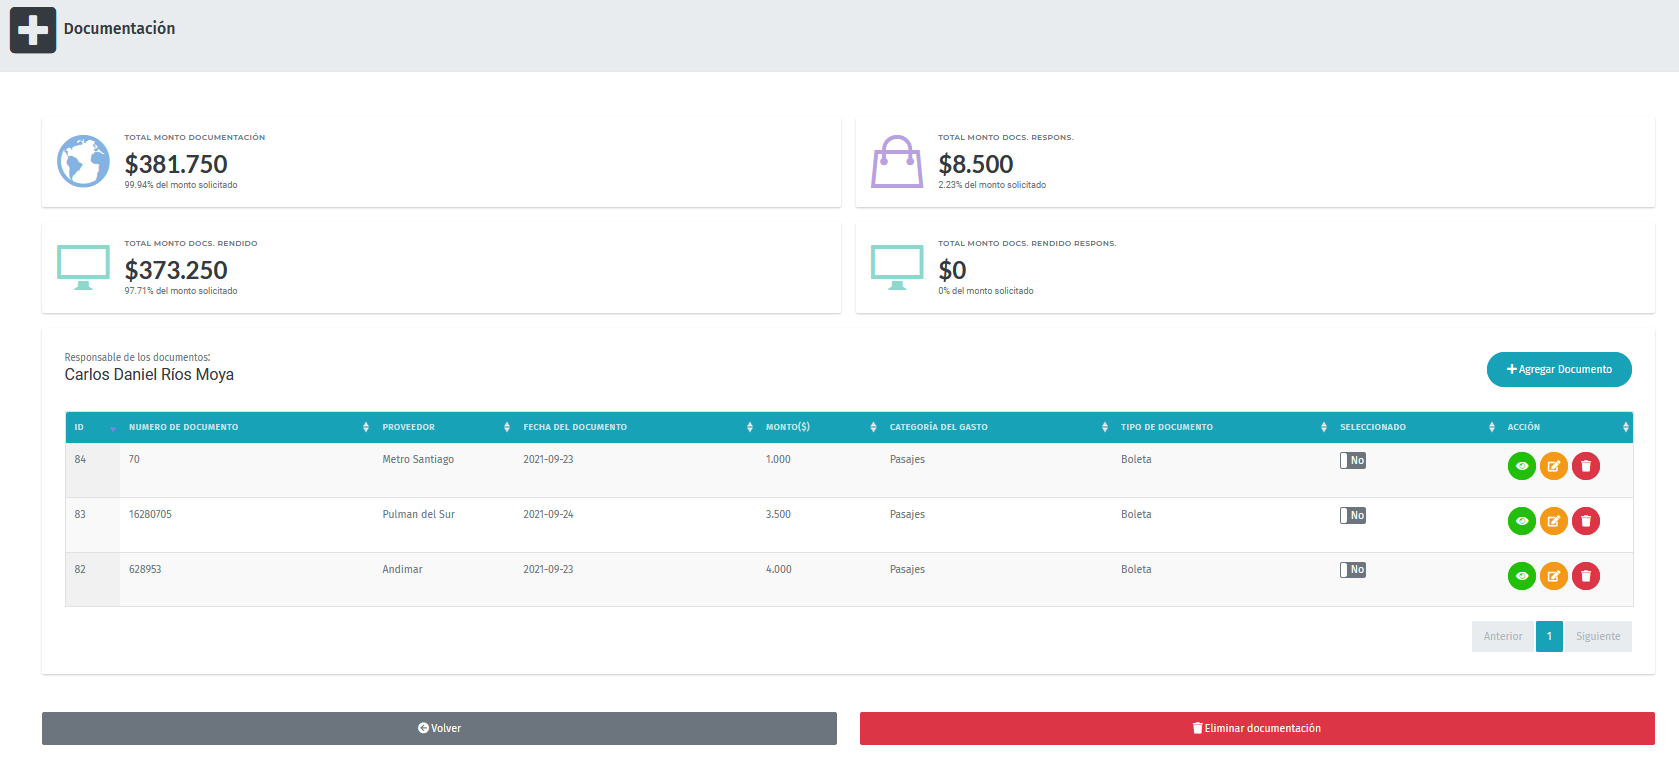 Documentación
TOTAL MONTO DOCUMENTACIÓN
$381.750
99.94% del monto solicitado
TOTAL MONTO DOCS. RESPONS.
$8.500
2.23% del monto solicitado
TOTAL MONTO DOCS. RENDIDO
$373.250
97.71% del monto solicitado
TOTAL MONTO DOCS. RENDIDO RESPONS.
$0
0% del monto solicitado
Responsable de los documentos:
Carlos Daniel Ríos Moya
Agregar Documento
ID NUMERO DE DOCUMENTO PROVEEDOR FECHA DEL DOCUMENTO MONTO($) CATEGORÍA DEL GASTO TIPO DE DOCUMENTO SELECCIONADO ACCIÓN
84 70 Metro Santiago 2021-09-23 1.000 Pasajes Boleta No
83 16280705 Pulman del Sur 2021-09-24 3.500 Pasajes Boleta No
82 628953 Andimar 2021-09-23 4.000 Pasajes Boleta No
Anterior 1 Siguiente
Volver
Eliminar documentación